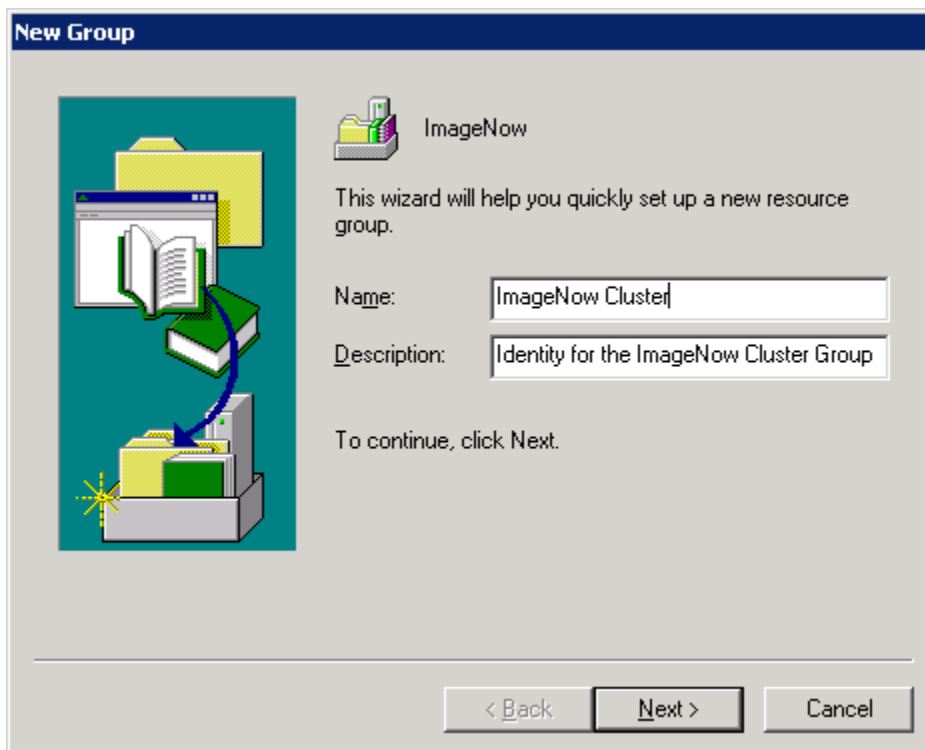 New Group
ImageNow
This wizard will help you quickly set up a new resource
group.
Name: ImageNow Cluster
Description: Identity for the ImageNow Cluster Group
To continue, click Next.
< Back Next > Cancel